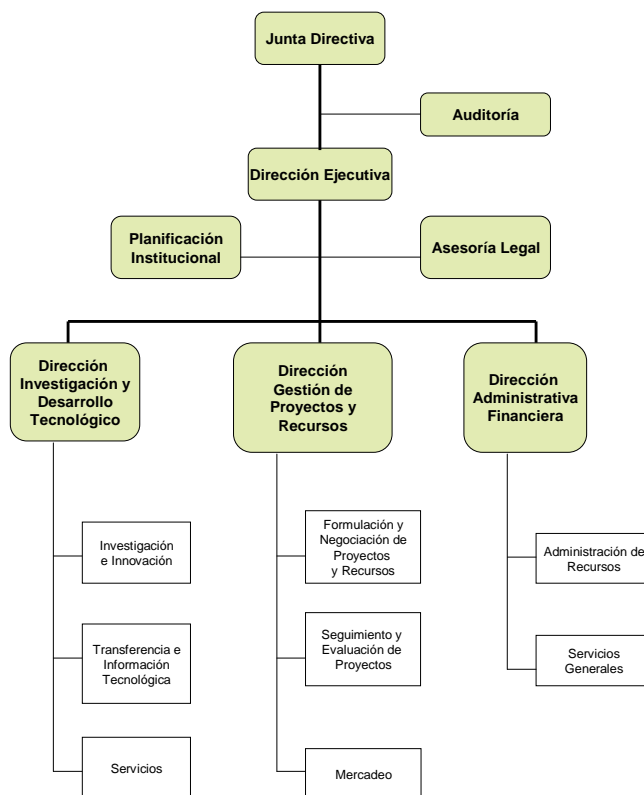 Junta Directiva
Auditoría
Dirección Ejecutiva
Planificación
Institucional
Asesoría Legal
Dirección
Investigación y
Desarrollo
Tecnológico
Dirección
Gestión de
Proyectos y
Recursos
Dirección
Administrativa
Financiera
Investigación
e Innovación
Transferencia e
Información
Tecnológica
Servicios
Formulación y
Negociación de
Proyectos
y Recursos
Seguimiento y
Evaluación de
Proyectos
Mercadeo
Administración de
Recursos
Servicios
Generales